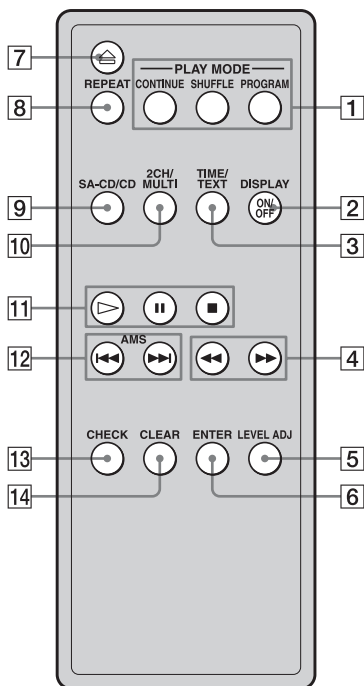 7
PLAY MODE
REPEAT CONTINUE SHUFFLE PROGRAM
8 1
SA-CD/CD 2CH/MULTI TIME/TEXT DISPLAY
9 ON/OFF 2
10 3
11
AMS
12 4
CHECK CLEAR ENTER LEVEL ADJ
13 5
14 6